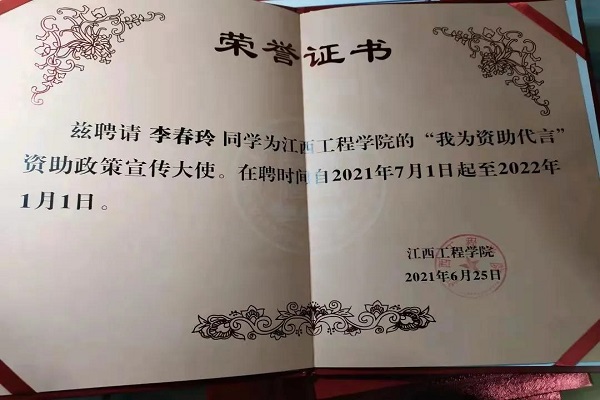 荣誉证书
兹聘请 李春玲 同学为江西工程学院的“我为资助代言”
资助政策宣传大使。在聘时间自2021年7月1日起至2022年
1月1日。
江西工程学院
2021年6月25日